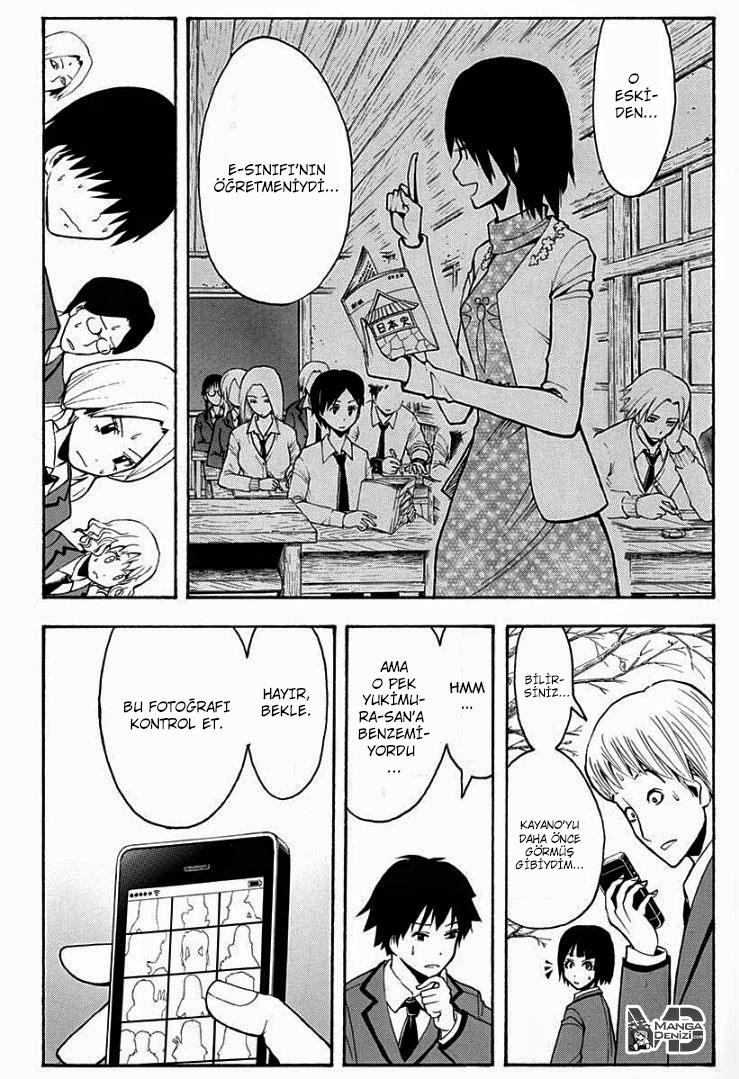 O
ESKİ-
DEN...
E-SINIFI'NIN
ÖĞRETMENİYDİ...
日本史
BİLİR-
SİNİZ...
KAYANO'YU
DAHA ÖNCE
GÖRMÜŞ
GİBİYDİM...
HMM
...
AMA
O PEK
YUKİMU-
RA-SAN'A
BENZEMİ-
YORDU
...
HAYIR,
BEKLE.
BU FOTOĞRAFI
KONTROL ET.
MANGA
DENİZİ.com